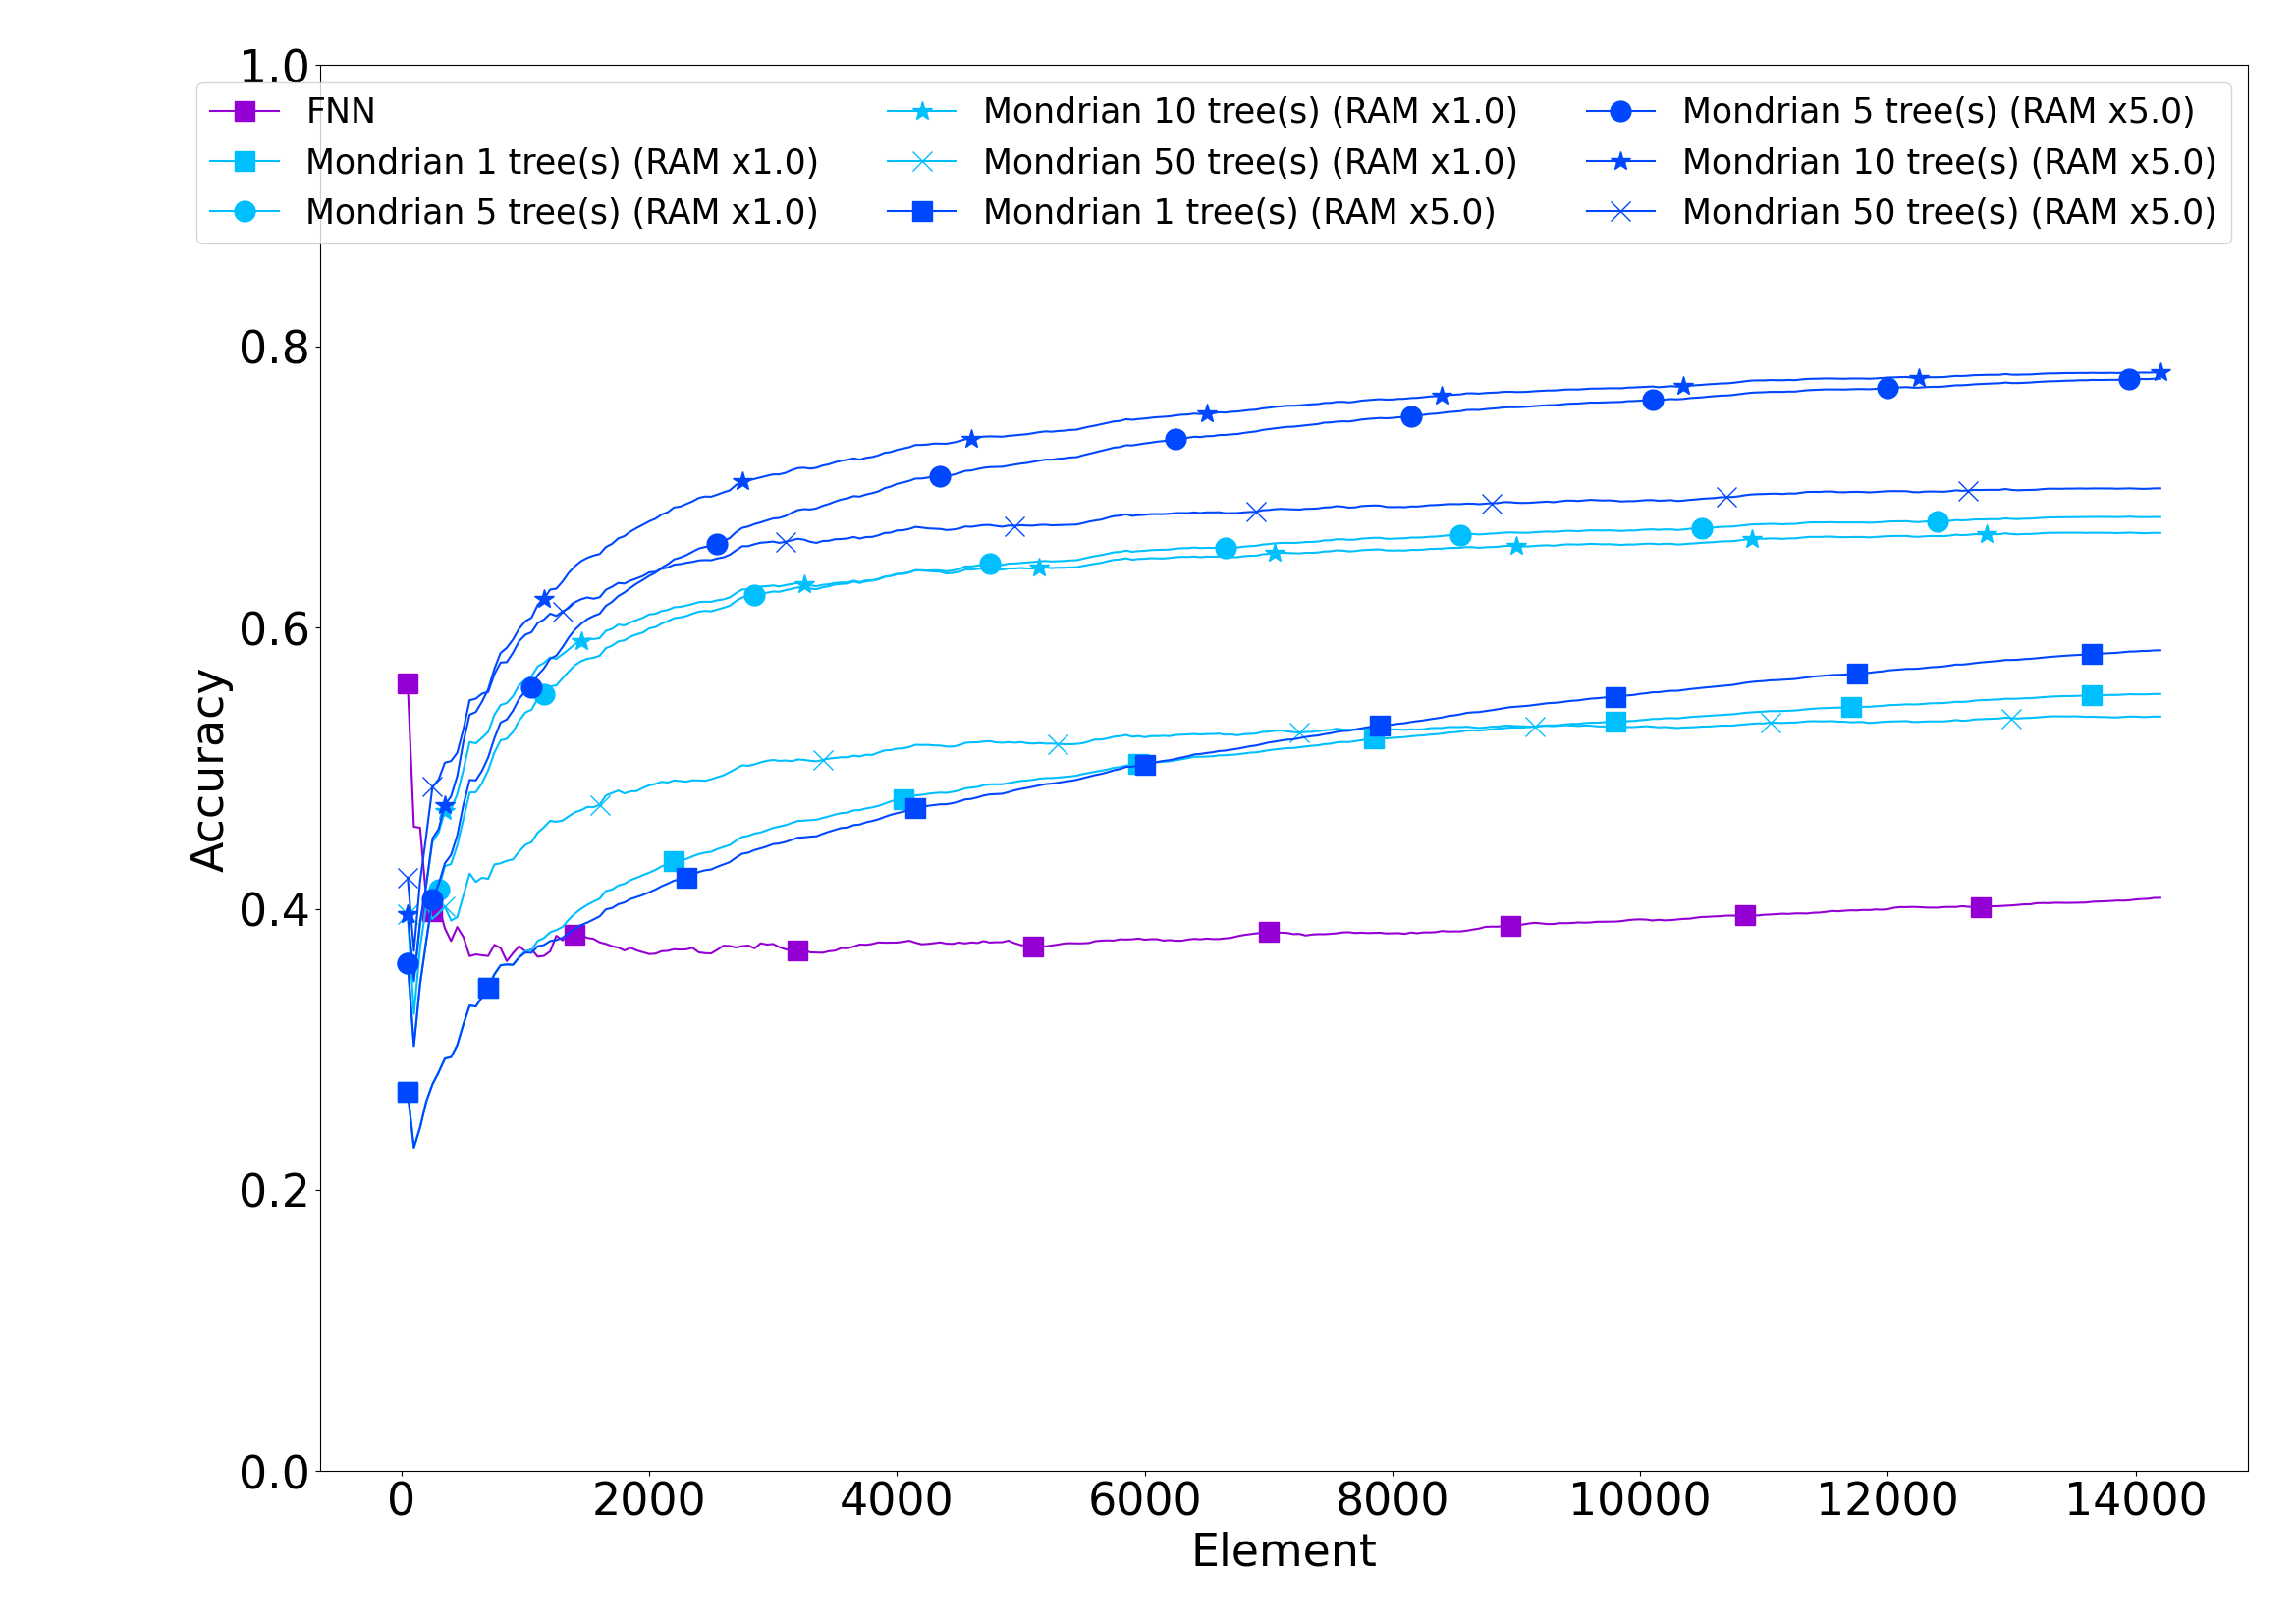 1.0
FNN
Mondrian 1 tree(s) (RAM x1.0)
Mondrian 5 tree(s) (RAM x1.0)
Mondrian 10 tree(s) (RAM x1.0)
Mondrian 50 tree(s) (RAM x1.0)
Mondrian 1 tree(s) (RAM x5.0)
Mondrian 5 tree(s) (RAM x5.0)
Mondrian 10 tree(s) (RAM x5.0)
Mondrian 50 tree(s) (RAM x5.0)
0.8
0.6
0.4
0.2
0.0
Accuracy
0 2000 4000 6000 8000 10000 12000 14000
Element